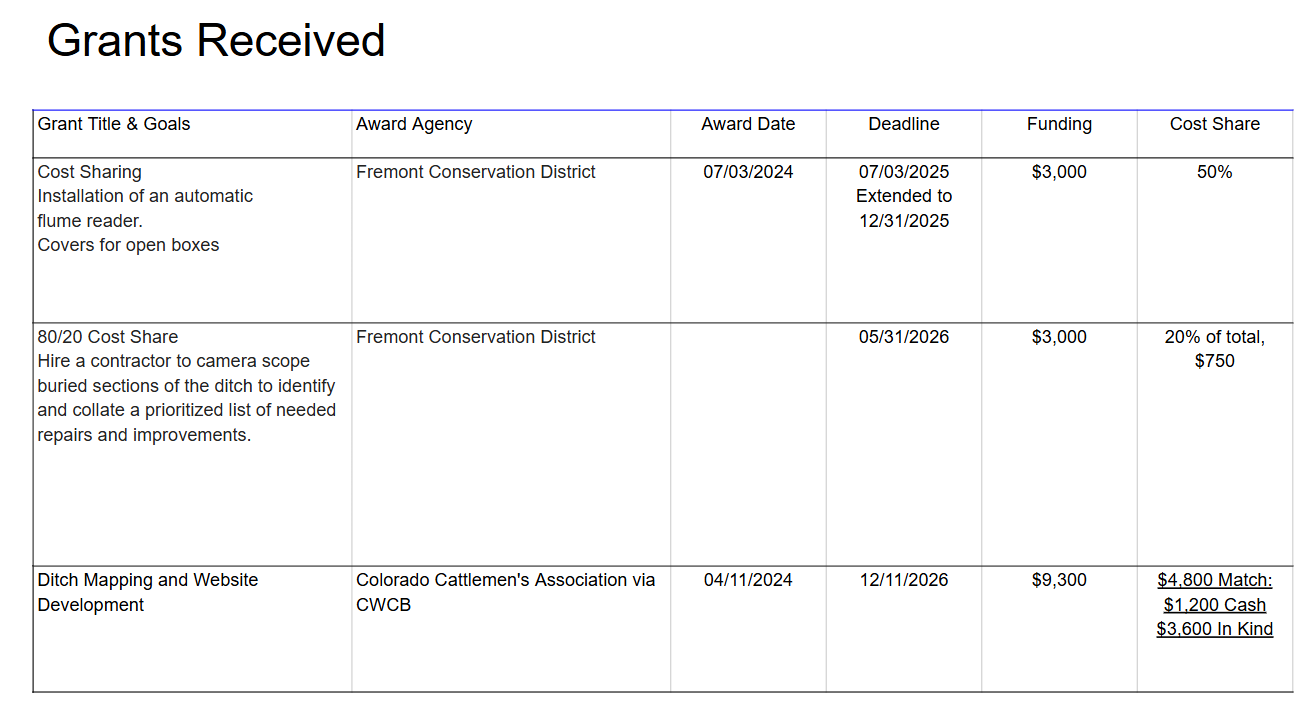 Grants Received
Grant Title & Goals Award Agency Award Date Deadline Funding Cost Share
Cost Sharing Fremont Conservation District 07/03/2024 07/03/2025 $3,000 50%
Installation of an automatic Extended to
flume reader. 12/31/2025
Covers for open boxes
80/20 Cost Share Fremont Conservation District 05/31/2026 $3,000 20% of total,
Hire a contractor to camera scope $750
buried sections of the ditch to identify
and collate a prioritized list of needed
repairs and improvements.
Ditch Mapping and Website Colorado Cattlemen's Association via 04/11/2024 12/11/2026 $9,300 $4,800 Match:
Development CWCB $1,200 Cash
$3,600 In Kind